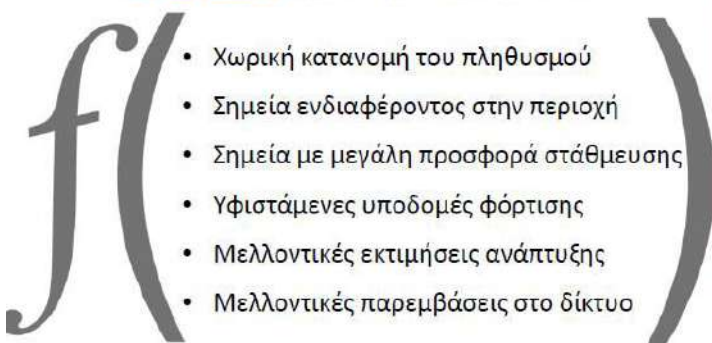 f(
• Χωρική κατανομή του πληθυσμού
• Σημεία ενδιαφέροντος στην περιοχή
• Σημεία με μεγάλη προσφορά στάθμευσης
• Υφιστάμενες υποδομές φόρτισης
• Μελλοντικές εκτιμήσεις ανάπτυξης
• Μελλοντικές παρεμβάσεις στο δίκτυο
)